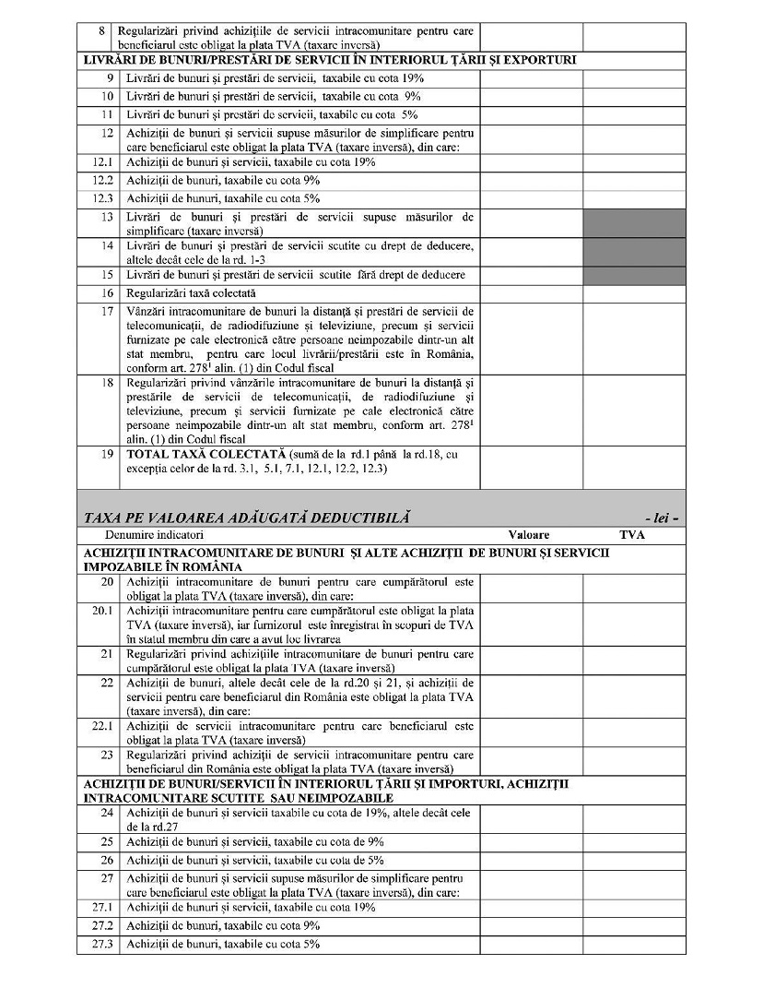 8 Regularizări privind achizițiile de servicii intracomunitare pentru care
beneficiarul este obligat la plata TVA (taxare inversă)
LIVRĂRI DE BUNURI/PRESTĂRI DE SERVICII ÎN INTERIORUL ȚĂRII ȘI EXPORTURI
9 Livrări de bunuri și prestări de servicii, taxabile cu cota 19%
10 Livrări de bunuri și prestări de servicii, taxabile cu cota 9%
11 Livrări de bunuri și prestări de servicii, taxabile cu cota 5%
12 Achiziții de bunuri și servicii supuse măsurilor de simplificare pentru
care beneficiarul este obligat la plata TVA (taxare inversă), din care:
12.1 Achiziții de bunuri și servicii, taxabile cu cota 19%
12.2 Achiziții de bunuri, taxabile cu cota 9%
12.3 Achiziții de bunuri, taxabile cu cota 5%
13 Livrări de bunuri și prestări de servicii supuse măsurilor de
simplificare (taxare inversă)
14 Livrări de bunuri și prestări de servicii scutite cu drept de deducere,
altele decât cele de la rd. 1-3
15 Livrări de bunuri și prestări de servicii scutite fără drept de deducere
16 Regularizări taxă colectată
17 Vânzări intracomunitare de bunuri la distanță și prestări de servicii de
telecomunicații, de radiodifuziune și televiziune, precum și servicii
furnizate pe cale electronică către persoane neimpozabile dintr-un alt
stat membru, pentru care locul livrării/prestării este în România,
conform art. 278¹ alin. (1) din Codul fiscal
18 Regularizări privind vânzările intracomunitare de bunuri la distanță și
prestările de servicii de telecomunicații, de radiodifuziune și
televiziune, precum și servicii furnizate pe cale electronică către
persoane neimpozabile dintr-un alt stat membru, conform art. 278¹
alin. (1) din Codul fiscal
19 TOTAL TAXĂ COLECTATĂ (sumă de la rd.1 până la rd.18, cu
excepția celor de la rd. 3.1, 5.1, 7.1, 12.1, 12.2, 12.3)
TAXA PE VALOAREA ADĂUGATĂ DEDUCTIBILĂ - lei -
Denumire indicatori Valoare TVA
ACHIZIȚII INTRACOMUNITARE DE BUNURI ȘI ALTE ACHIZIȚII DE BUNURI ȘI SERVICII
IMPOZABILE ÎN ROMÂNIA
20 Achiziții intracomunitare de bunuri pentru care cumpărătorul este
obligat la plata TVA (taxare inversă), din care:
20.1 Achiziții intracomunitare pentru care cumpărătorul este obligat la plata
TVA (taxare inversă), iar furnizorul este înregistrat în scopuri de TVA
în statul membru din care a avut loc livrarea
21 Regularizări privind achizițiile intracomunitare de bunuri pentru care
cumpărătorul este obligat la plata TVA (taxare inversă)
22 Achiziții de bunuri, altele decât cele de la rd.20 și 21, și achiziții de
servicii pentru care beneficiarul din România este obligat la plata TVA
(taxare inversă), din care:
22.1 Achiziții de servicii intracomunitare pentru care beneficiarul este
obligat la plata TVA (taxare inversă)
23 Regularizări privind achiziții de servicii intracomunitare pentru care
beneficiarul din România este obligat la plata TVA (taxare inversă)
ACHIZIȚII DE BUNURI/SERVICII ÎN INTERIORUL ȚĂRII ȘI IMPORTURI, ACHIZIȚII
INTRACOMUNITARE SCUTITE SAU NEIMPOZABILE
24 Achiziții de bunuri și servicii taxabile cu cota de 19%, altele decât cele
de la rd.27
25 Achiziții de bunuri și servicii, taxabile cu cota de 9%
26 Achiziții de bunuri și servicii, taxabile cu cota de 5%
27 Achiziții de bunuri și servicii supuse măsurilor de simplificare pentru
care beneficiarul este obligat la plata TVA (taxare inversă), din care:
27.1 Achiziții de bunuri și servicii, taxabile cu cota 19%
27.2 Achiziții de bunuri, taxabile cu cota 9%
27.3 Achiziții de bunuri, taxabile cu cota 5%